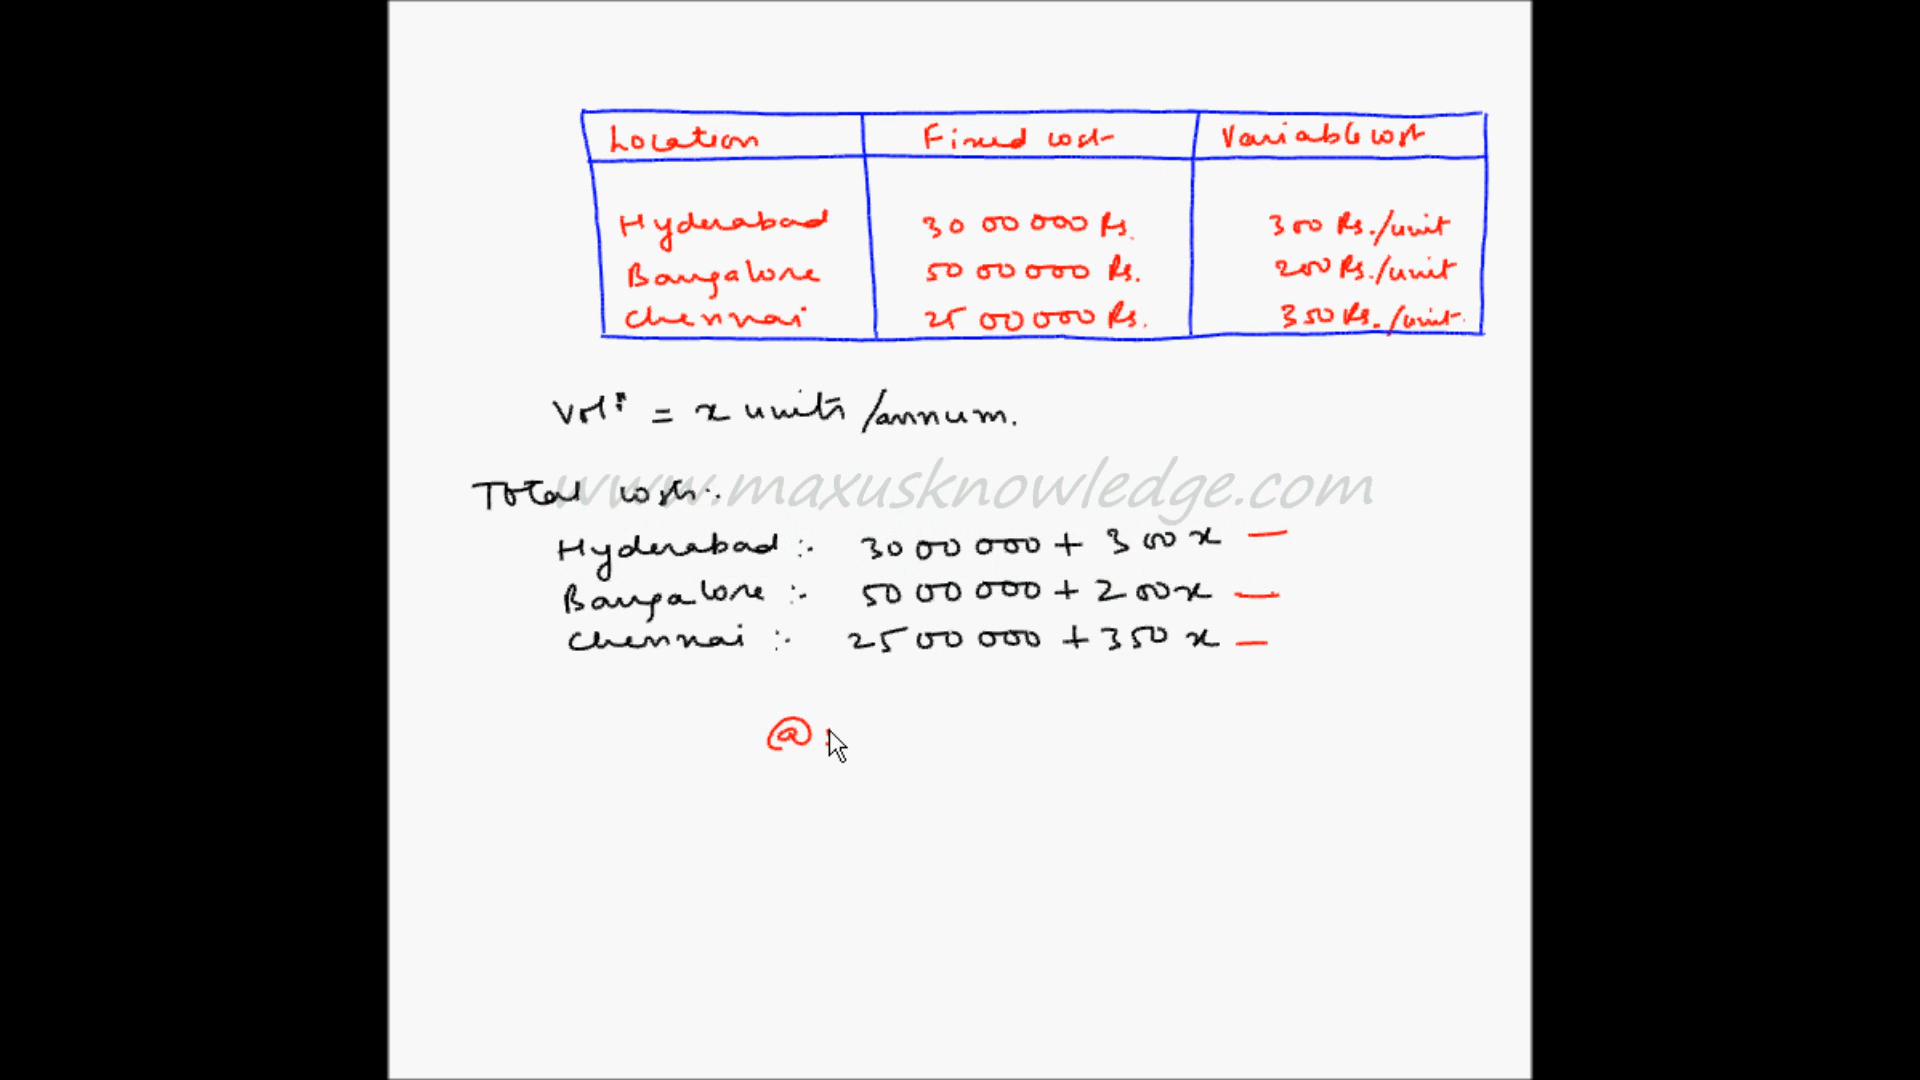 Location Fixed cost Variable cost
Hyderabad 30 00 000 Rs. 300 Rs./unit
Bangalore 50 00 000 Rs. 200 Rs./unit
Chennai 25 00 000 Rs. 350 Rs./unit.
= x units /annum.
www.maxusknowledge.com
Total cost:.
Hyderabad :- 30 00 000 + 300 x —
Bangalore :- 50 00 000 + 200x —
Chennai :- 25 00 000 + 350 x —
@